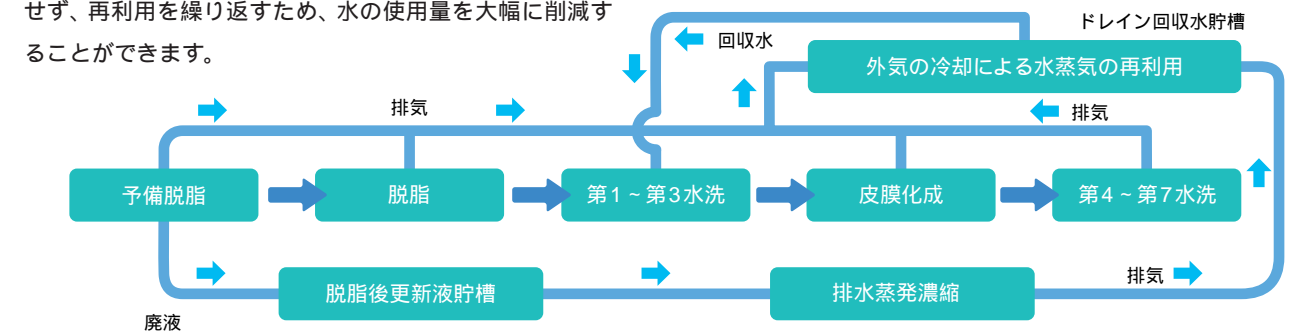 せず、再利用を繰り返すため、水の使用量を大幅に削減す
ることができます。
ドレイン回収水貯槽
回収水
外気の冷却による水蒸気の再利用
排気
排気
予備脱脂
脱脂
第1~第3水洗
皮膜化成
第4~第7水洗
排気
脱脂後更新液貯槽
排水蒸発濃縮
廃液